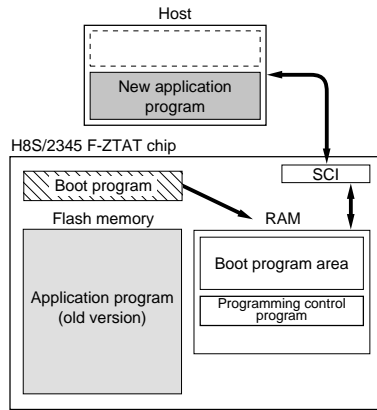 Host
New application
program
H8S/2345 F-ZTAT chip
SCI
Boot program
Flash memory
RAM
Boot program area
Application program
(old version)
Programming control
program